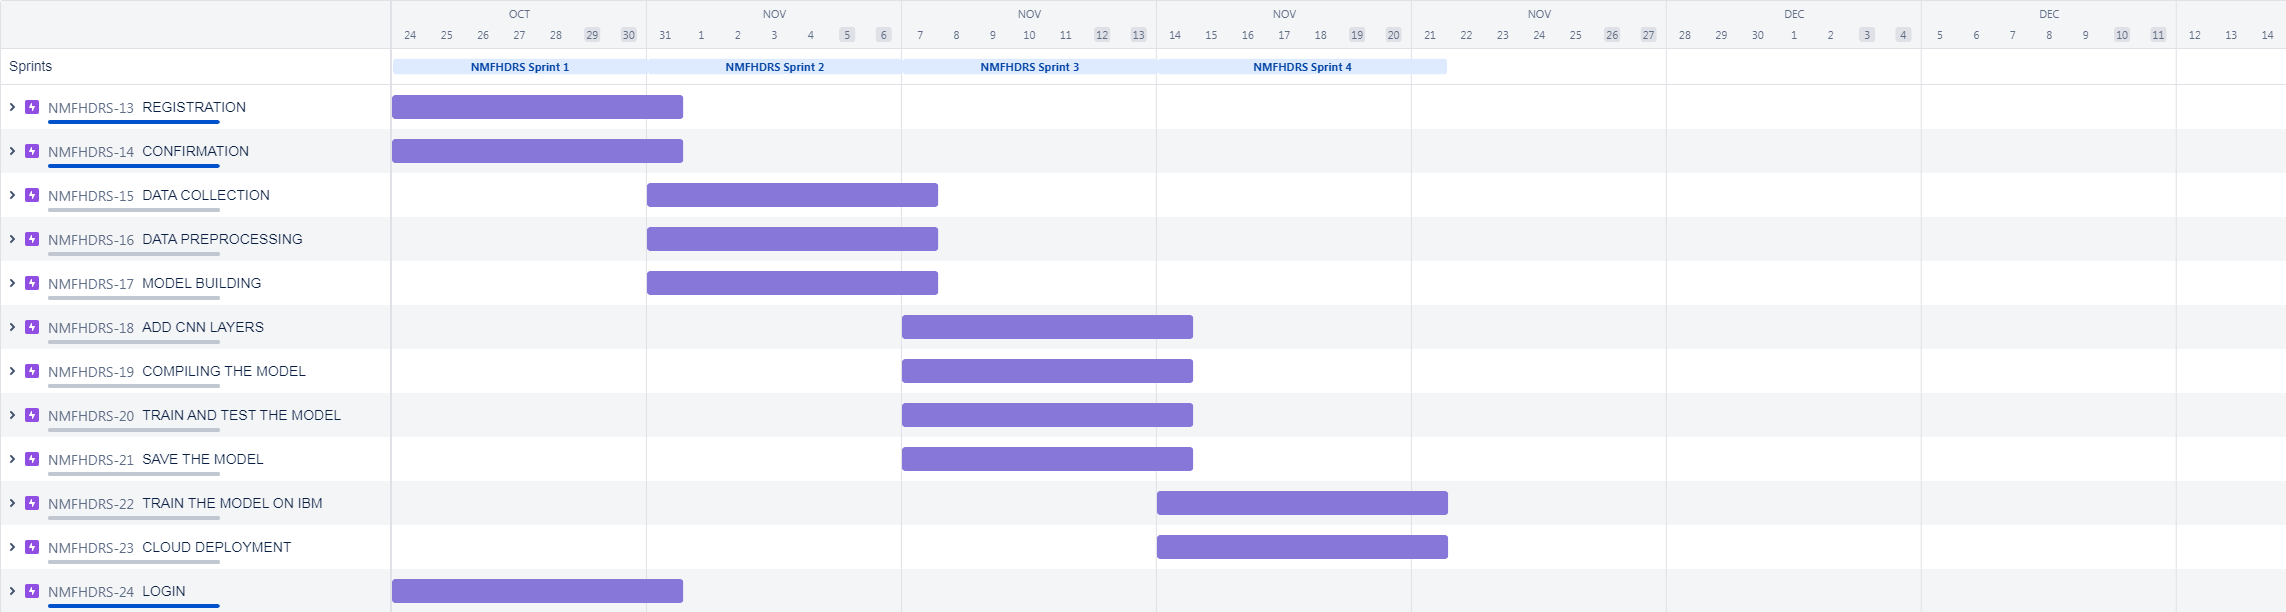 OCT NOV NOV NOV NOV DEC DEC
24 25 26 27 28 29 30 31 1 2 3 4 5 6 7 8 9 10 11 12 13 14 15 16 17 18 19 20 21 22 23 24 25 26 27 28 29 30 1 2 3 4 5 6 7 8 9 10 11 12 13 14
Sprints NMFHDRS Sprint 1 NMFHDRS Sprint 2 NMFHDRS Sprint 3 NMFHDRS Sprint 4
NMFHDRS-13 REGISTRATION
NMFHDRS-14 CONFIRMATION
NMFHDRS-15 DATA COLLECTION
NMFHDRS-16 DATA PREPROCESSING
NMFHDRS-17 MODEL BUILDING
NMFHDRS-18 ADD CNN LAYERS
NMFHDRS-19 COMPILING THE MODEL
NMFHDRS-20 TRAIN AND TEST THE MODEL
NMFHDRS-21 SAVE THE MODEL
NMFHDRS-22 TRAIN THE MODEL ON IBM
NMFHDRS-23 CLOUD DEPLOYMENT
NMFHDRS-24 LOGIN